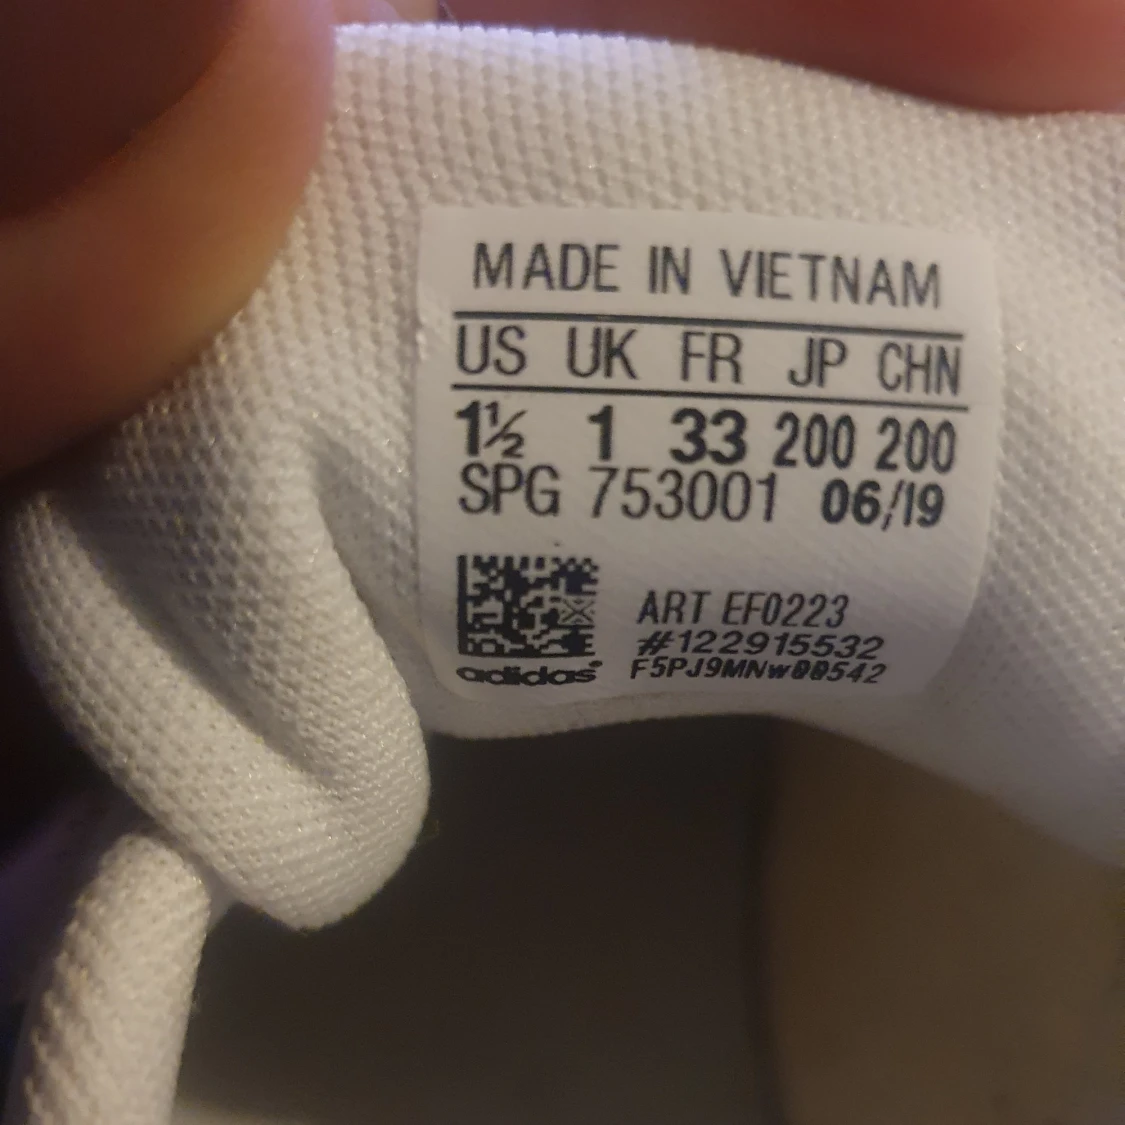 MADE IN VIETNAM
US UK FR JP CHN
1½ 1 33 200 200
SPG 753001 06/19
ART EF0223
#122915532
F5PJ9MNW00542
adidas